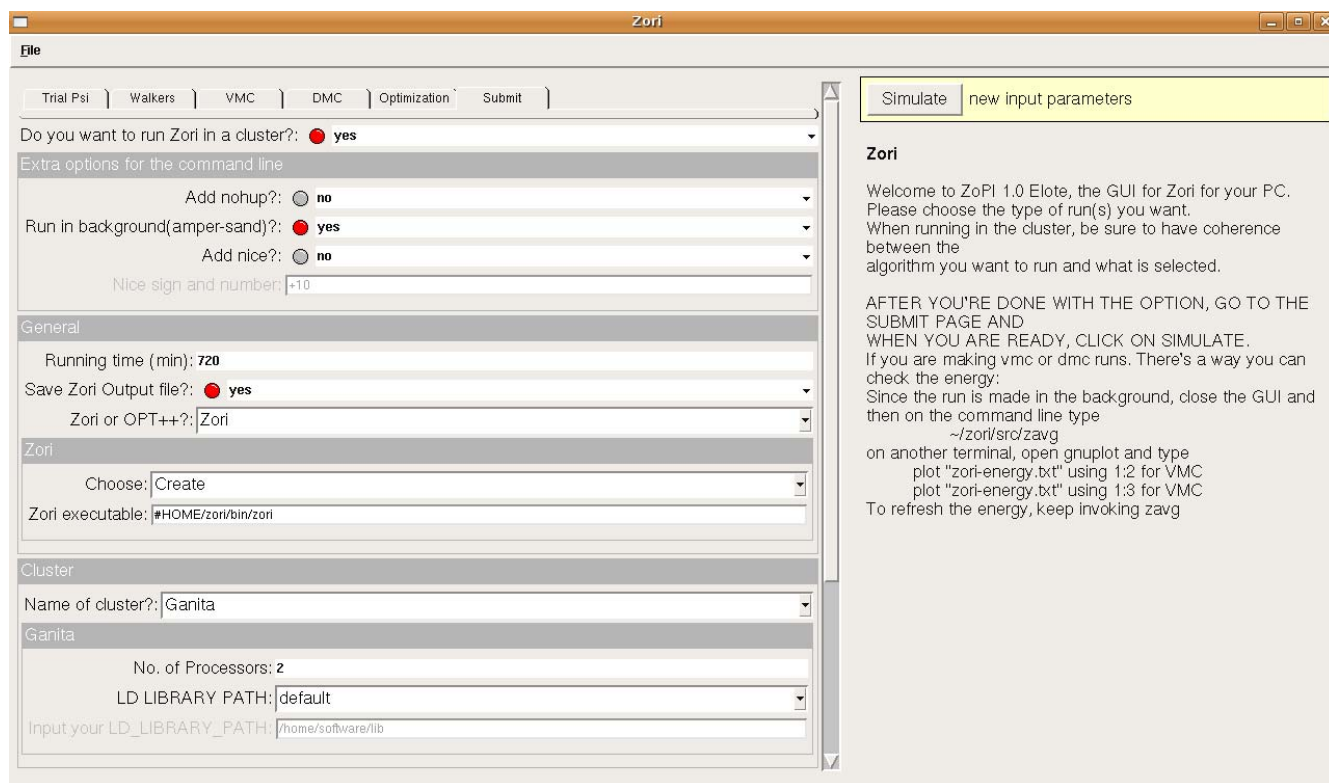 Zori
File
Trial Psi Walkers VMC DMC Optimization Submit
Do you want to run Zori in a cluster?: yes
Extra options for the command line
Add nohup?: no
Run in background(amper-sand)?: yes
Add nice?: no
Nice sign and number: +10
General
Running time (min): 720
Save Zori Output file?: yes
Zori or OPT++?: Zori
Zori
Choose: Create
Zori executable: #HOME/zori/bin/zori
Cluster
Name of cluster?: Ganita
Ganita
No. of Processors: 2
LD LIBRARY PATH: default
Input your LD_LIBRARY_PATH: /home/software/lib
Simulate new input parameters
Zori
Welcome to ZoPI 1.0 Elote, the GUI for Zori for your PC.
Please choose the type of run(s) you want.
When running in the cluster, be sure to have coherence
between the
algorithm you want to run and what is selected.
AFTER YOU'RE DONE WITH THE OPTION, GO TO THE
SUBMIT PAGE AND
WHEN YOU ARE READY, CLICK ON SIMULATE.
If you are making vmc or dmc runs. There's a way you can
check the energy:
Since the run is made in the background, close the GUI and
then on the command line type
~/zori/src/zavg
on another terminal, open gnuplot and type
plot "zori-energy.txt" using 1:2 for VMC
plot "zori-energy.txt" using 1:3 for VMC
To refresh the energy, keep invoking zavg